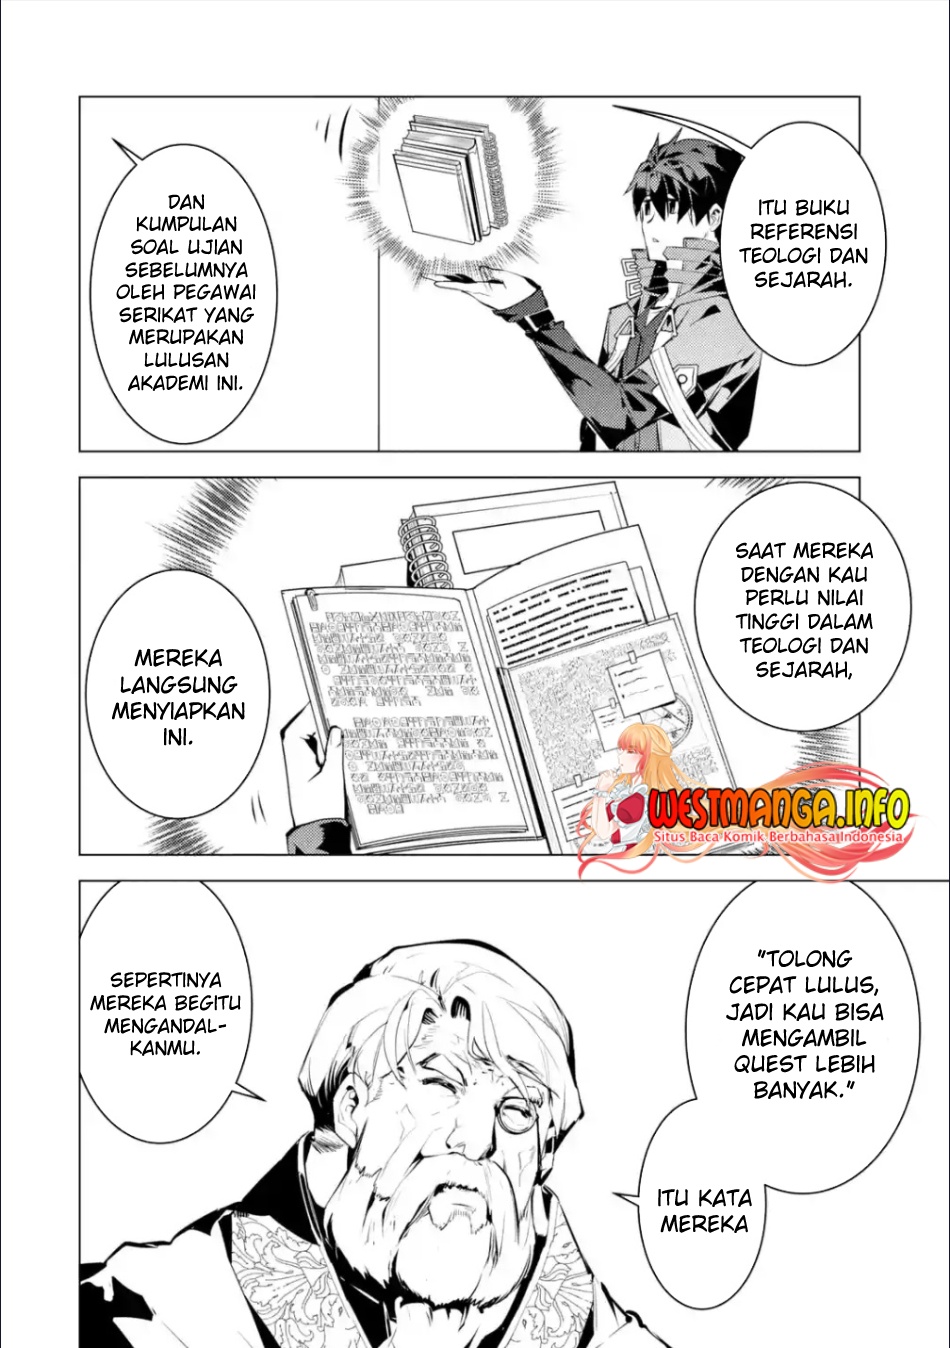 ITU BUKU
REFERENSI
TEOLOGI DAN
SEJARAH.
DAN
KUMPULAN
SOAL UJIAN
SEBELUMNYA
OLEH PEGAWAI
SERIKAT YANG
MERUPAKAN
LULUSAN
AKADEMI INI.
SAAT MEREKA
DENGAN KAU
PERLU NILAI
TINGGI DALAM
TEOLOGI DAN
SEJARAH,
MEREKA
LANGSUNG
MENYIAPKAN
INI.
WESTMANGA.INFO
Situs Baca Komik Berbahasa Indonesia
"TOLONG
CEPAT LULUS,
JADI KAU BISA
MENGAMBIL
QUEST LEBIH
BANYAK."
ITU KATA
MEREKA
SEPERTINYA
MEREKA BEGITU
MENGANDAL-
KANMU.